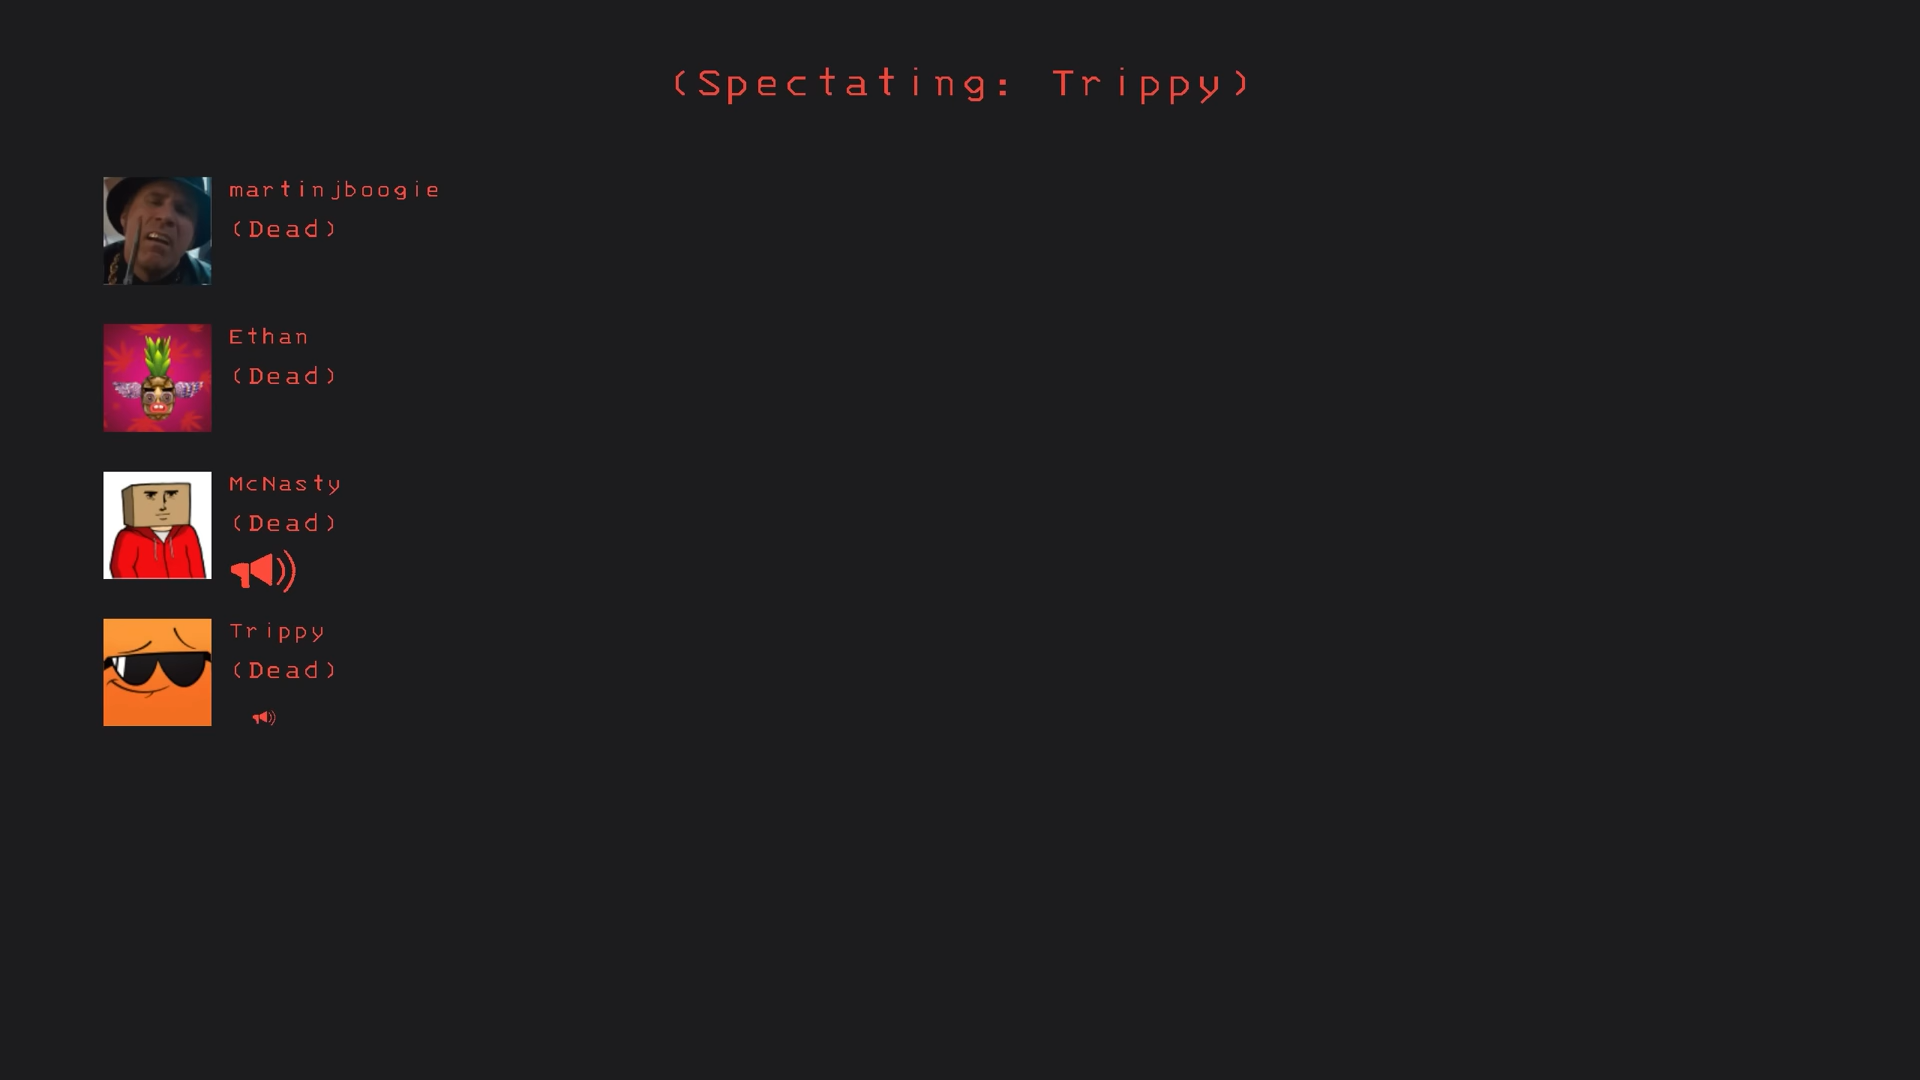 (Spectating: Trippy)
martinjboogie
(Dead)
Ethan
(Dead)
McNasty
(Dead)
Trippy
(Dead)